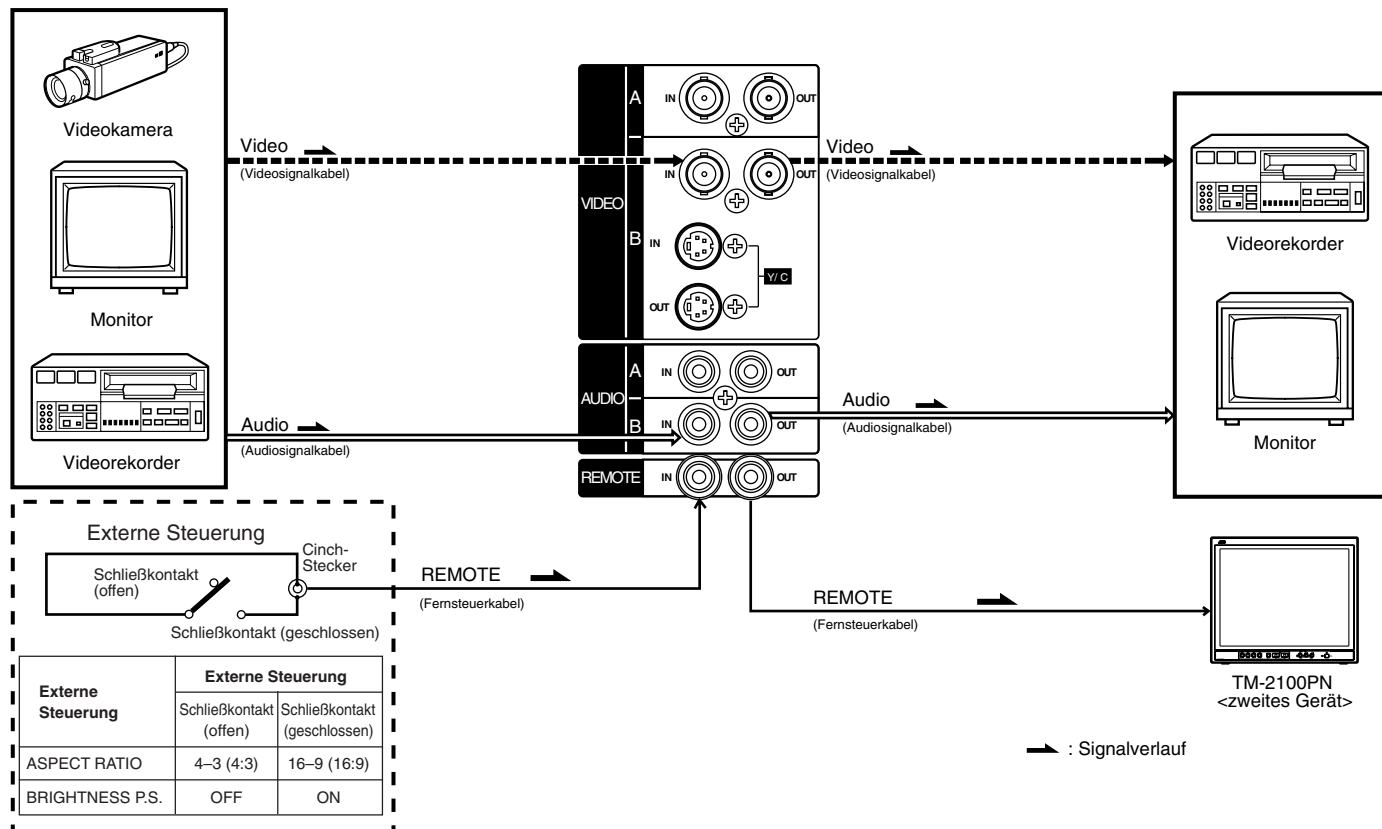 Videokamera
Monitor
Videorekorder
Video
(Videosignalkabel)
Audio
(Audiosignalkabel)
VIDEO
A
IN
OUT
B
IN
OUT
IN
OUT
Y/C
AUDIO
A
IN
OUT
B
IN
OUT
REMOTE
IN
OUT
Video
(Videosignalkabel)
Audio
(Audiosignalkabel)
Videorekorder
Monitor
Externe Steuerung
Cinch-
Stecker
Schließkontakt
(offen)
Schließkontakt (geschlossen)
REMOTE
(Fernsteuerkabel)
REMOTE
(Fernsteuerkabel)
TM-2100PN
<zweites Gerät>
: Signalverlauf
Externe
Steuerung
Externe Steuerung
Schließkontakt
(offen)
Schließkontakt
(geschlossen)
ASPECT RATIO 4–3 (4:3) 16–9 (16:9)
BRIGHTNESS P.S. OFF ON